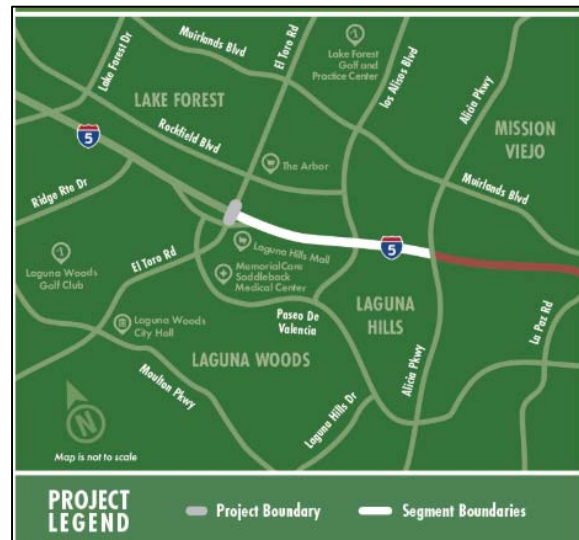 Muirlands Blvd
El Toro Rd
Lake Forest
Golf and
Practice Center
Los Alisos Blvd
Lake Forest Dr
LAKE FOREST
Alicia Pkwy
MISSION
VIEJO
5
Rockfield Blvd
The Arbor
Muirlands Blvd
Ridge Rte Dr
El Toro Rd
Laguna Hills Mall
5
Laguna Woods
Golf Club
MemorialCare
Saddleback
Medical Center
LAGUNA
HILLS
La Paz Rd
Laguna Woods
City Hall
Paseo De
Valencia
LAGUNA WOODS
Moulton Pkwy
Alicia Pkwy
Laguna Hills Dr
N
Map is not to scale
PROJECT
LEGEND
Project Boundary
Segment Boundaries